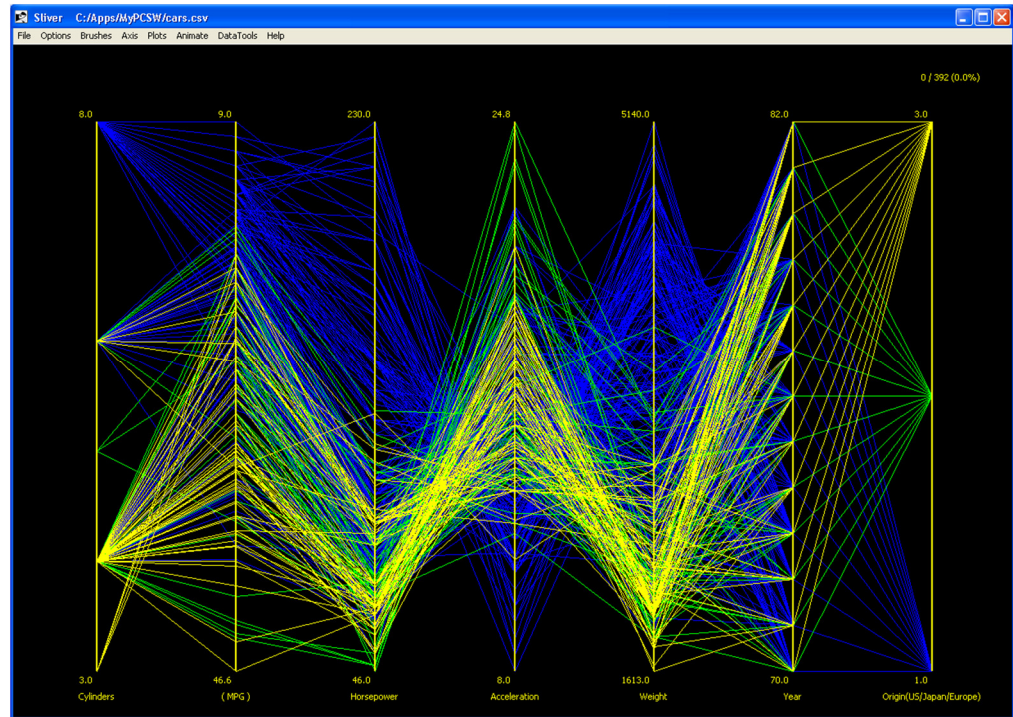 Sliver C:/Apps/MyPCSW/cars.csv
File Options Brushes Axis Plots Animate DataTools Help
0 / 392 (0.0%)
8.0 9.0 230.0 24.8 5140.0 82.0 3.0
3.0 46.6 46.0 8.0 1613.0 70.0 1.0
Cylinders ( MPG ) Horsepower Acceleration Weight Year Origin(US/Japan/Europe)